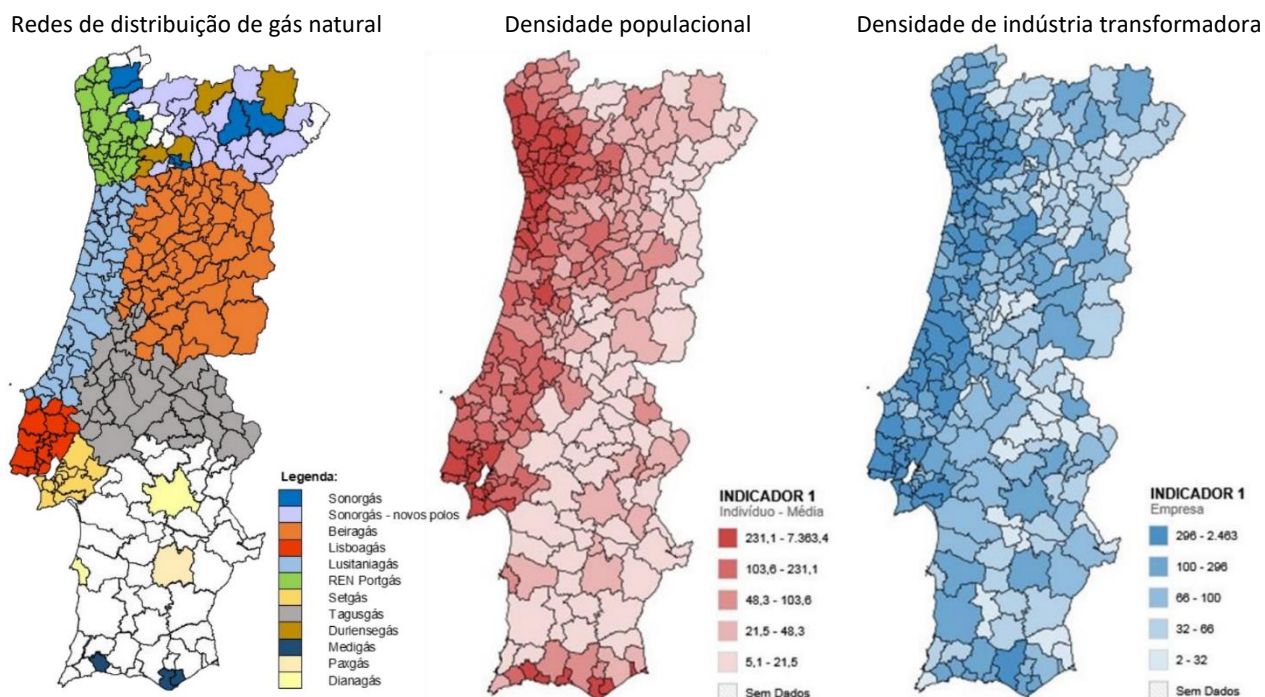 Redes de distribuição de gás natural
Densidade populacional
Densidade de indústria transformadora
Legenda:
Sonorgás
Sonorgás - novos polos
Beiragás
Lisboagás
Lusitaniagás
REN Portgás
Setgás
Tagusgás
Duriensegás
Medigás
Paxgás
Dianagás
INDICADOR 1
Indivíduo - Média
231,1 - 7.363,4
103,6 - 231,1
48,3 - 103,6
21,5 - 48,3
5,1 - 21,5
Sem Dados
INDICADOR 1
Empresa
296 - 2.463
100 - 296
66 - 100
32 - 66
2 - 32
Sem Dados